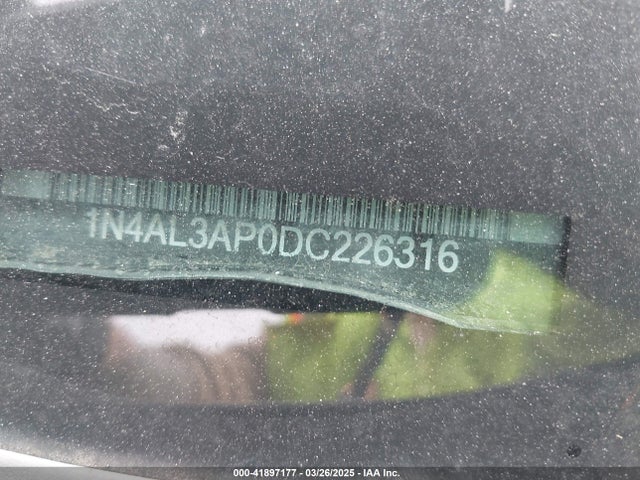 1N4AL3AP0DC226316
000-41897177 | 03/26/2025 - IAA Inc.